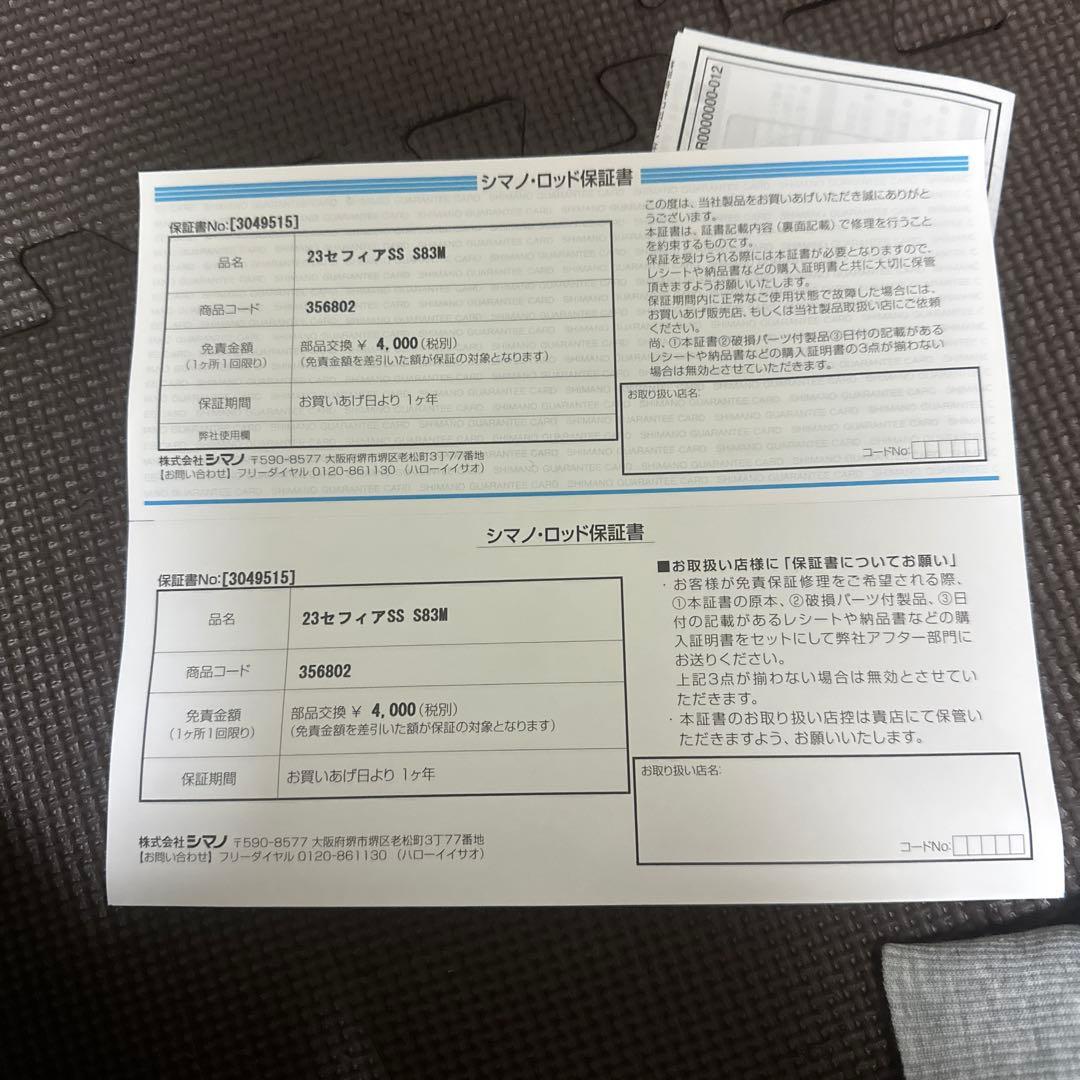 R0000000-012
シマノ・ロッド保証書
保証書No:[3049515]
品名 23セフィアSS S83M
商品コード 356802
免責金額 部品交換 ¥ 4,000(税別)
(1ヶ所1回限り) (免責金額を差引いた額が保証の対象となります)
保証期間 お買いあげ日より 1ヶ年
弊社使用欄
株式会社シマノ 〒590-8577 大阪府堺市堺区老松町3丁77番地
【お問い合わせ】フリーダイヤル 0120-861130 (ハローイイサオ)
この度は、当社製品をお買いあげいただき誠にありがと
うございます。
本証書は、証書記載内容(裏面記載)で修理を行うこと
を約束するものです。
保証を受けられる際には本証書が必要となりますので、
レシートや納品書などの購入証明書と共に大切に保管
頂きますようお願いいたします。
保証期間内に正常なご使用状態で故障した場合には、
お買いあげ販売店、もしくは当社製品取扱い店にご依頼
ください。
尚、①本証書②破損パーツ付製品③日付の記載がある
レシートや納品書などの購入証明書の3点が揃わない
場合は無効とさせていただきます。
お取り扱い店名:
コードNo:
シマノ・ロッド保証書
保証書No:[3049515]
品名 23セフィアSS S83M
商品コード 356802
免責金額 部品交換 ¥ 4,000(税別)
(1ヶ所1回限り) (免責金額を差引いた額が保証の対象となります)
保証期間 お買いあげ日より 1ヶ年
株式会社シマノ 〒590-8577 大阪府堺市堺区老松町3丁77番地
【お問い合わせ】フリーダイヤル 0120-861130 (ハローイイサオ)
■お取扱い店様に「保証書についてお願い」
・お客様が免責保証修理をご希望される際、
①本証書の原本、②破損パーツ付製品、③日
付の記載があるレシートや納品書などの購
入証明書をセットにして弊社アフター部門に
お送りください。
上記3点が揃わない場合は無効とさせてい
ただきます。
・本証書のお取り扱い店控は貴店にて保管い
ただきますよう、お願いいたします。
お取り扱い店名:
コードNo: